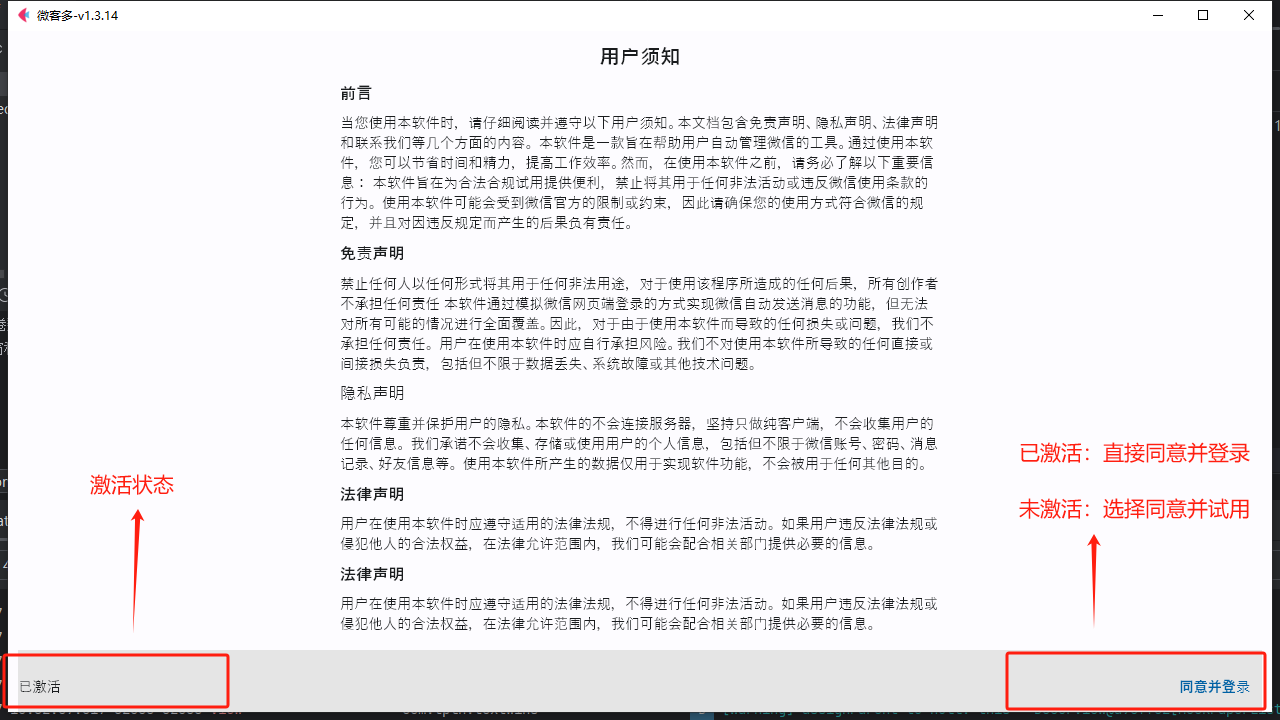 微客多-v1.3.14
用户须知
前言
当您使用本软件时，请仔细阅读并遵守以下用户须知。本文档包含免责声明、隐私声明、法律声明
和联系我们等几个方面的内容。本软件是一款旨在帮助用户自动管理微信的工具。通过使用本软
件，您可以节省时间和精力，提高工作效率。然而，在使用本软件之前，请务必了解以下重要信
息 ：本软件旨在为合法合规试用提供便利，禁止将其用于任何非法活动或违反微信使用条款的
行为。使用本软件可能会受到微信官方的限制或约束，因此请确保您的使用方式符合微信的规
定，并且对因违反规定而产生的后果负有责任。
免责声明
禁止任何人以任何形式将其用于任何非法用途，对于使用该程序所造成的任何后果，所有创作者
不承担任何责任 本软件通过模拟微信网页端登录的方式实现微信自动发送消息的功能，但无法
对所有可能的情况进行全面覆盖。因此，对于由于使用本软件而导致的任何损失或问题，我们不
承担任何责任。用户在使用本软件时应自行承担风险。我们不对使用本软件所导致的任何直接或
间接损失负责，包括但不限于数据丢失、系统故障或其他技术问题。
隐私声明
本软件尊重并保护用户的隐私。本软件的不会连接服务器，坚持只做纯客户端，不会收集用户的
任何信息。我们承诺不会收集、存储或使用用户的个人信息，包括但不限于微信账号、密码、消息
记录、好友信息等。使用本软件所产生的数据仅用于实现软件功能，不会被用于任何其他目的。
已激活：直接同意并登录
激活状态
法律声明
未激活：选择同意并试用
用户在使用本软件时应遵守适用的法律法规，不得进行任何非法活动。如果用户违反法律法规或
侵犯他人的合法权益，在法律允许范围内，我们可能会配合相关部门提供必要的信息。
法律声明
用户在使用本软件时应遵守适用的法律法规，不得进行任何非法活动。如果用户违反法律法规或
侵犯他人的合法权益，在法律允许范围内，我们可能会配合相关部门提供必要的信息。
已激活
同意并登录